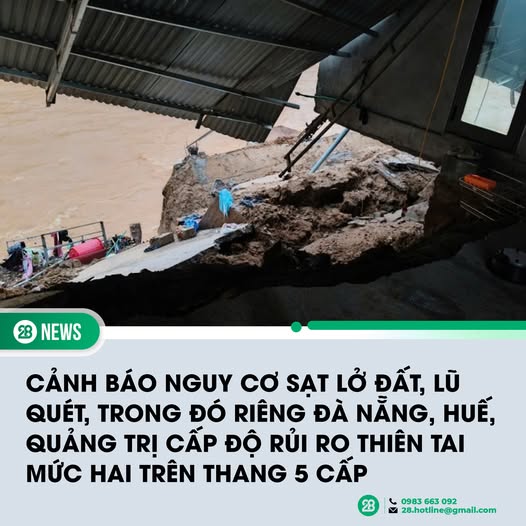 28 NEWS
CẢNH BÁO NGUY CƠ SẠT LỞ ĐẤT, LŨ
QUÉT, TRONG ĐÓ RIÊNG ĐÀ NẴNG, HUẾ,
QUẢNG TRỊ CẤP ĐỘ RỦI RO THIÊN TAI
MỨC HAI TRÊN THANG 5 CẤP
28
0983 663 092
28.hotline@gmail.com